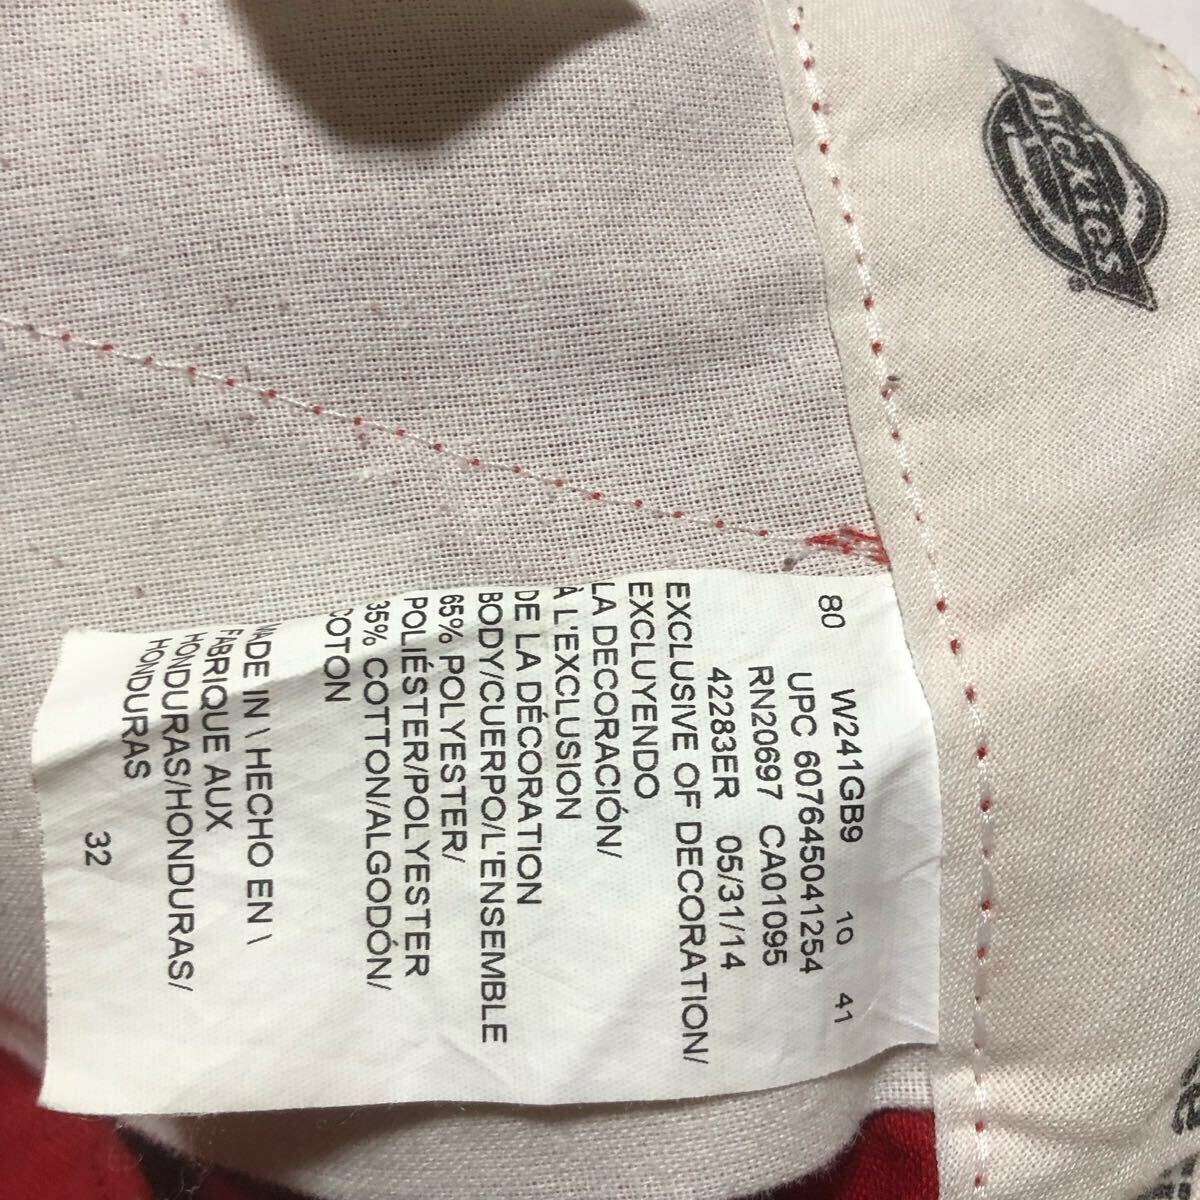 Dickies
80 W241GB9 10 41
UPC 607645041254
RN20697 CA01095
42283ER 05/31/14
EXCLUSIVE OF DECORATION/
EXCLUYENDO
LA DECORACIÓN/
À L'EXCLUSION
DE LA DÉCORATION
BODY/CUERPO/L'ENSEMBLE
65% POLYESTER/
POLIÉSTER/POLYESTER
35% COTTON/ALGODÓN/
COTON
MADE IN \ HECHO EN \
FABRIQUE AUX
HONDURAS/HONDURAS/
HONDURAS
32